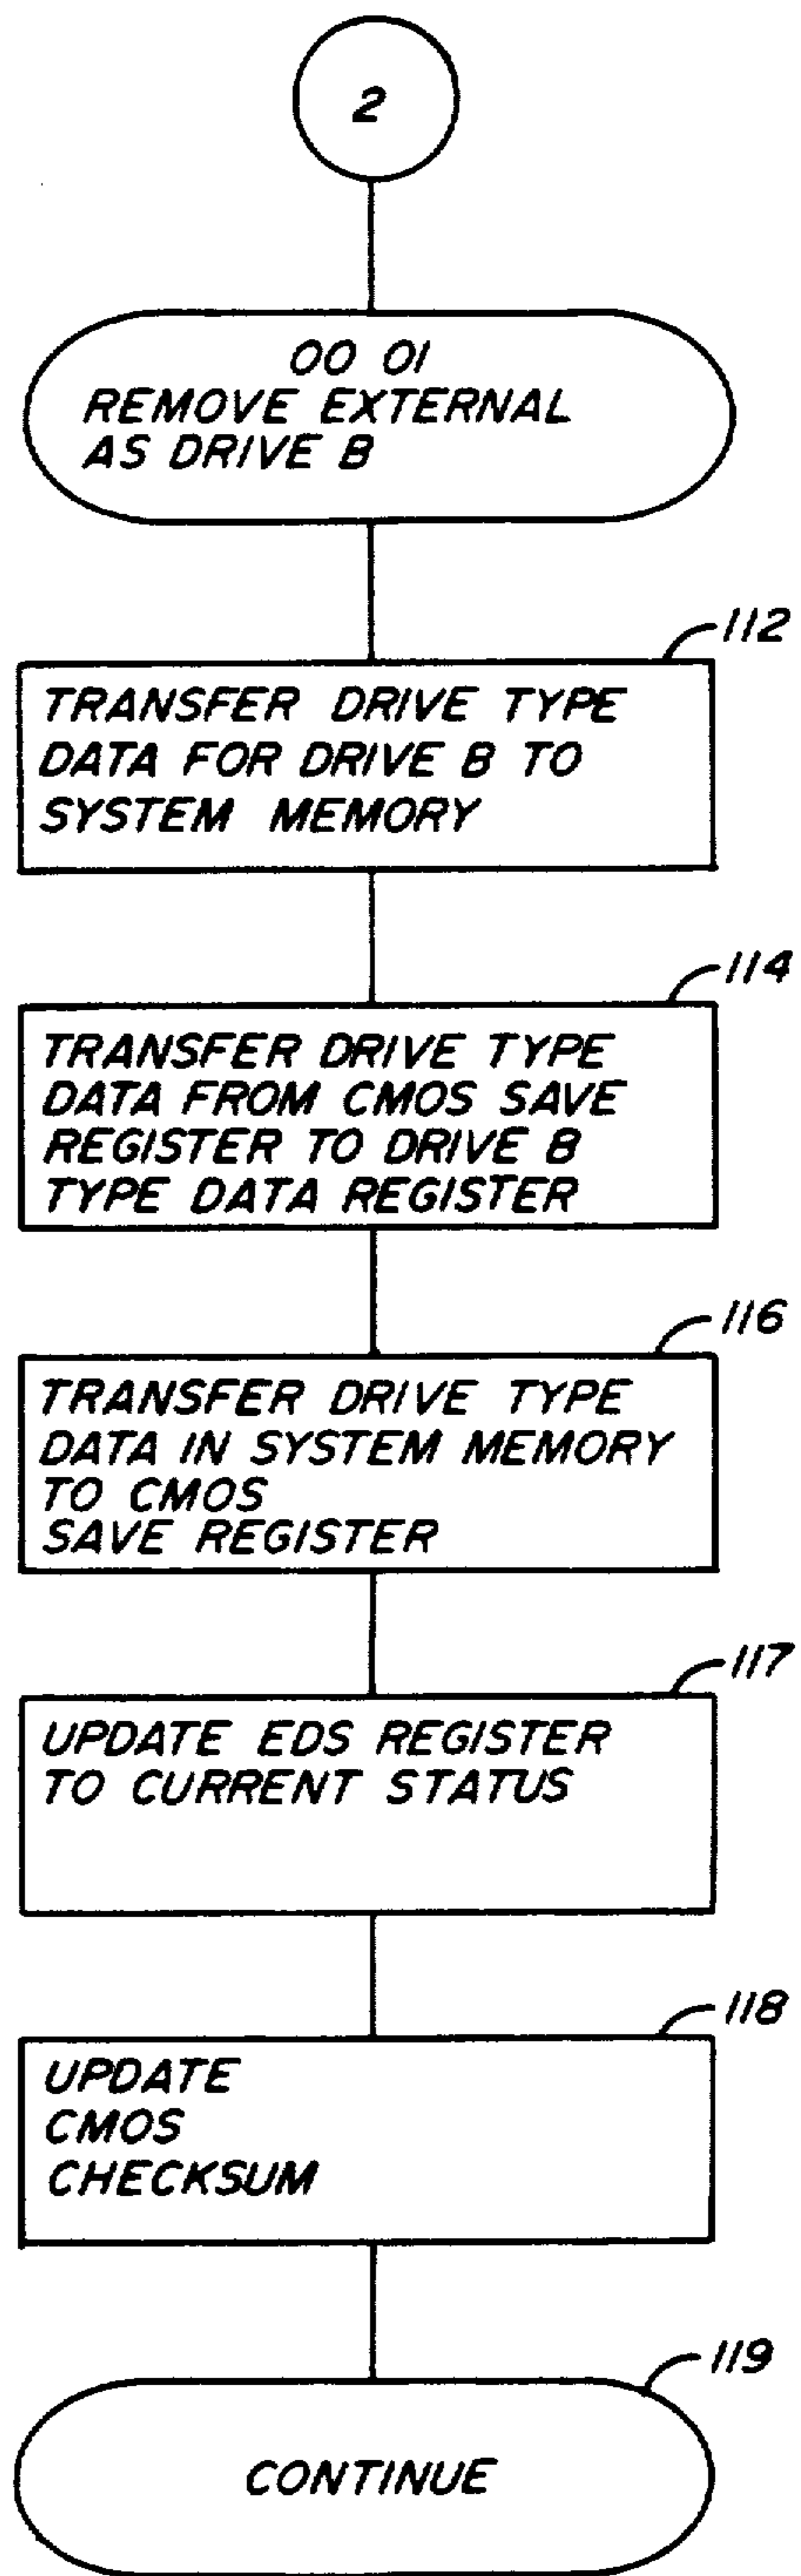 2
00 01
REMOVE EXTERNAL
AS DRIVE B
112
TRANSFER DRIVE TYPE
DATA FOR DRIVE B TO
SYSTEM MEMORY
114
TRANSFER DRIVE TYPE
DATA FROM CMOS SAVE
REGISTER TO DRIVE B
TYPE DATA REGISTER
116
TRANSFER DRIVE TYPE
DATA IN SYSTEM MEMORY
TO CMOS
SAVE REGISTER
117
UPDATE EDS REGISTER
TO CURRENT STATUS
118
UPDATE
CMOS
CHECKSUM
119
CONTINUE